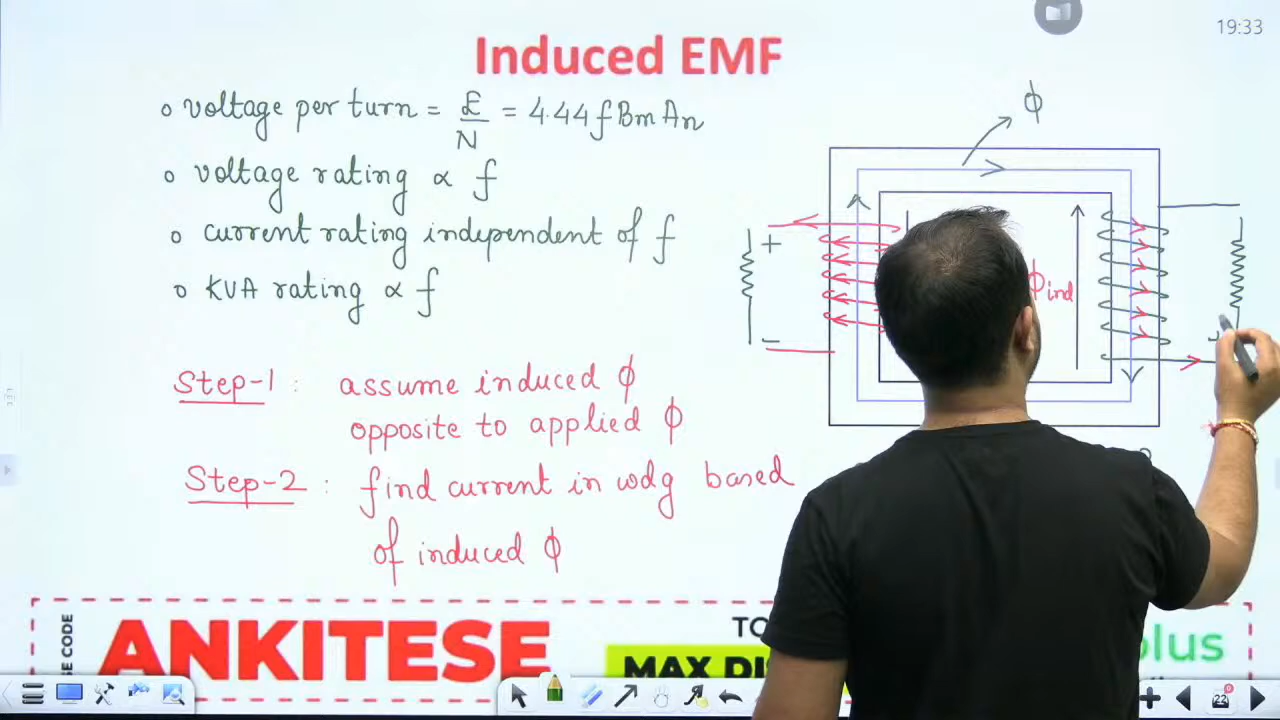 19:33
Induced EMF
o voltage per turn = E/N = 4.44 f Bm An
o voltage rating ∝ f
o current rating independent of f
o KVA rating ∝ f
Step-1 : assume induced ϕ
opposite to applied ϕ
Step-2 : find current in wdg based
of induced ϕ
ϕ
+
-
ϕind
+
ANKITESE
MAX DI
plus
22